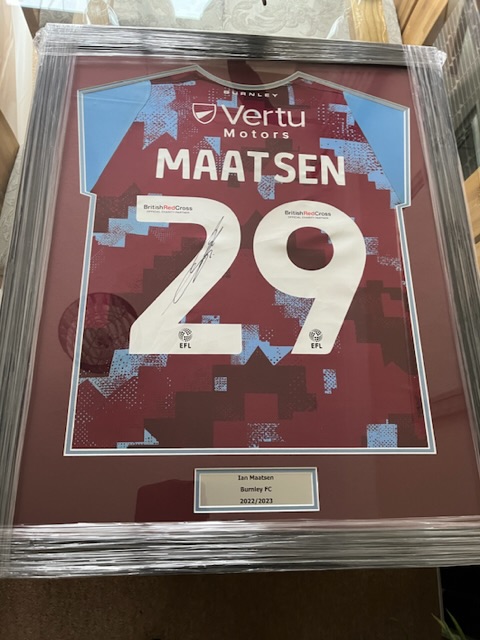 BURNLEY
Vertu
Motors
MAATSEN
BritishRedCross BritishRedCross
29
EFL EFL
Ian Maatsen
Burnley FC
2022/2023